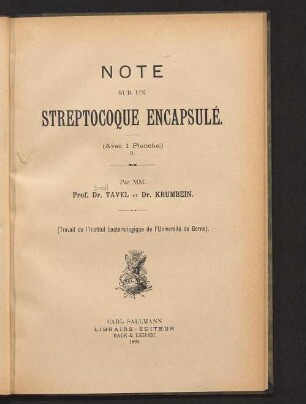 NOTE
SUR UN
STREPTOCOQUE ENCAPSULÉ.
(Avec 1 Planche.)
Par MM.
Prof. Dr. TAVEL et Dr. KRUMBEIN.
(Travail de l'Institut bactériologique de l'Université de Berne).
CARL SALLMANN
LIBRAIRE-ÉDITEUR
BALE & LEIPZIG